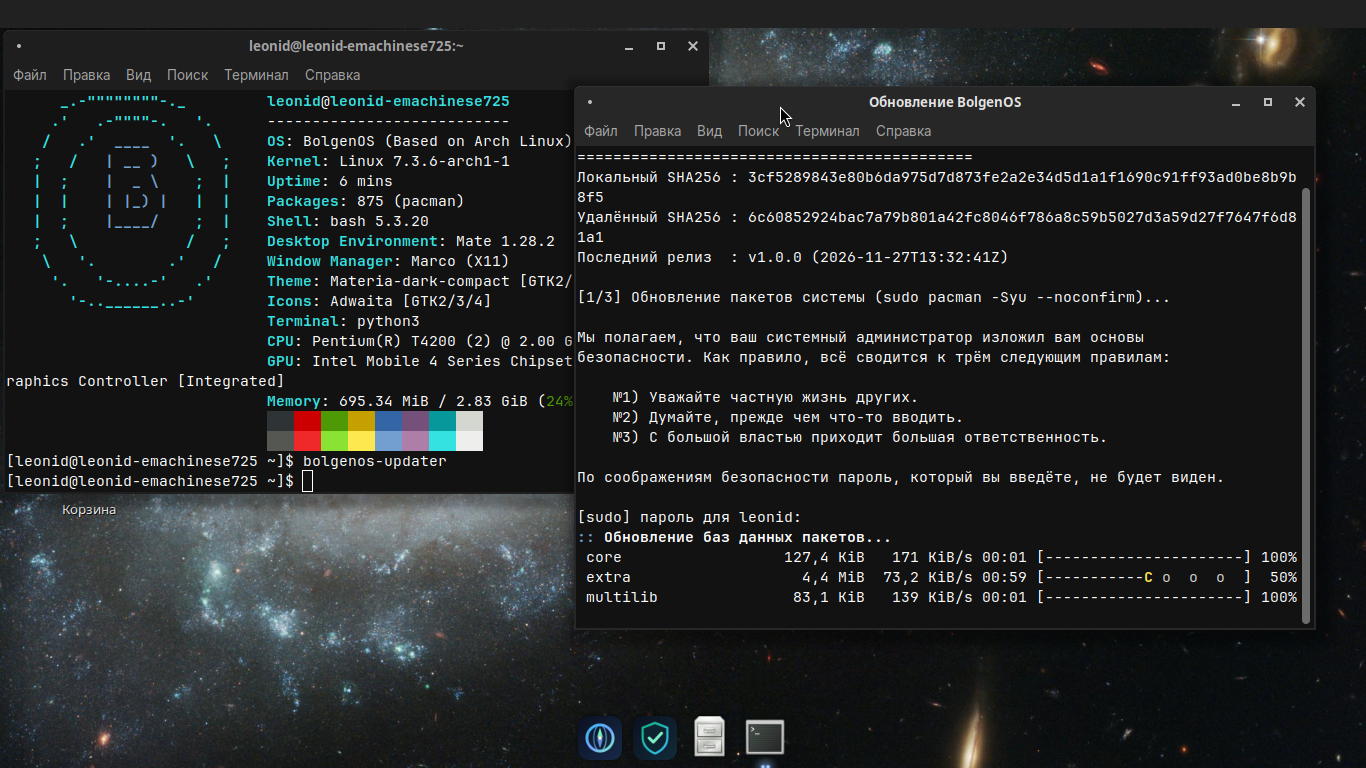 leonid@leonid-emachinese725:~
Файл Правка Вид Поиск Терминал Справка
leonid@leonid-emachinese725
---------------------------
OS: BolgenOS (Based on Arch Linux)
Kernel: Linux 7.3.6-arch1-1
Uptime: 6 mins
Packages: 875 (pacman)
Shell: bash 5.3.20
Desktop Environment: Mate 1.28.2
Window Manager: Marco (X11)
Theme: Materia-dark-compact [GTK2/
Icons: Adwaita [GTK2/3/4]
Terminal: python3
CPU: Pentium(R) T4200 (2) @ 2.00 G
GPU: Intel Mobile 4 Series Chipset
raphics Controller [Integrated]
Memory: 695.34 MiB / 2.83 GiB (24%
[leonid@leonid-emachinese725 ~]$ bolgenos-updater
[leonid@leonid-emachinese725 ~]$
Корзина
Обновление BolgenOS
Файл Правка Вид Поиск Терминал Справка
============================================
Локальный SHA256 : 3cf5289843e80b6da975d7d873fe2a2e34d5d1a1f1690c91ff93ad0be8b9b
8f5
Удалённый SHA256 : 6c60852924bac7a79b801a42fc8046f786a8c59b5027d3a59d27f7647f6d8
1a1
Последний релиз  : v1.0.0 (2026-11-27T13:32:41Z)
[1/3] Обновление пакетов системы (sudo pacman -Syu --noconfirm)...
Мы полагаем, что ваш системный администратор изложил вам основы
безопасности. Как правило, всё сводится к трём следующим правилам:
№1) Уважайте частную жизнь других.
№2) Думайте, прежде чем что-то вводить.
№3) С большой властью приходит большая ответственность.
По соображениям безопасности пароль, который вы введёте, не будет виден.
[sudo] пароль для leonid:
:: Обновление баз данных пакетов...
core 127,4 KiB 171 KiB/s 00:01 [----------------------] 100%
extra 4,4 MiB 73,2 KiB/s 00:59 [-----------C o  o  o  ] 50%
multilib 83,1 KiB 139 KiB/s 00:01 [----------------------] 100%